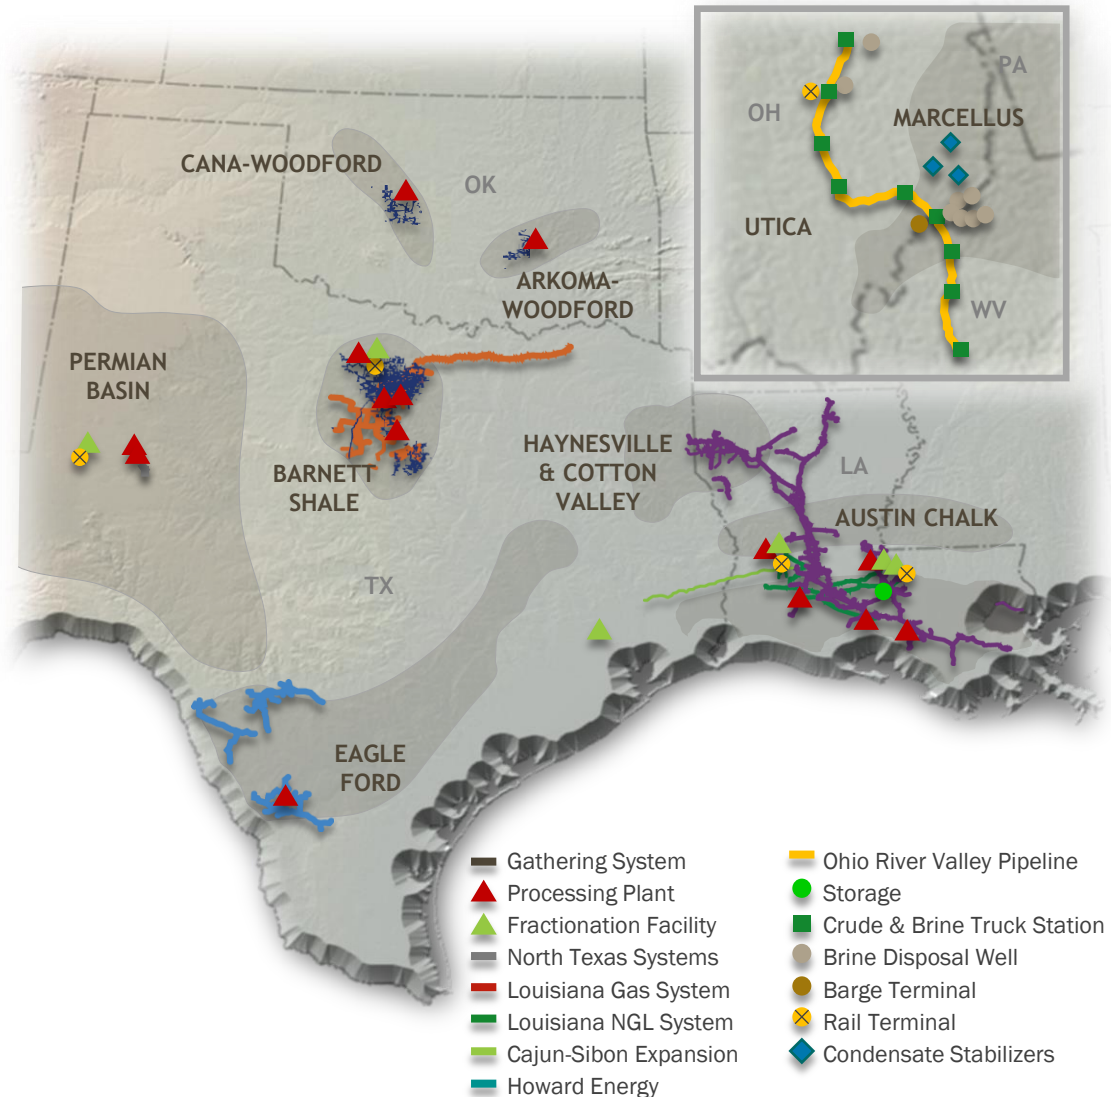 PA
OH
MARCELLUS
UTICA
WV
CANA-WOODFORD
OK
ARKOMA-
WOODFORD
PERMIAN
BASIN
BARNETT
SHALE
HAYNESVILLE
& COTTON
VALLEY
LA
AUSTIN CHALK
TX
EAGLE
FORD
Gathering System
Processing Plant
Fractionation Facility
North Texas Systems
Louisiana Gas System
Louisiana NGL System
Cajun-Sibon Expansion
Howard Energy
Ohio River Valley Pipeline
Storage
Crude & Brine Truck Station
Brine Disposal Well
Barge Terminal
Rail Terminal
Condensate Stabilizers